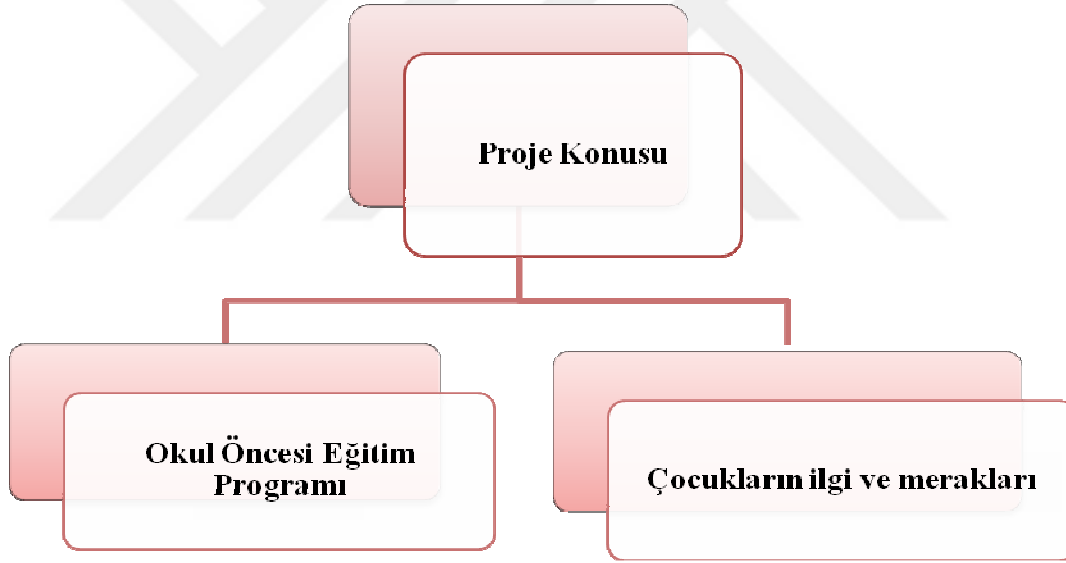 Proje Konusu
Okul Öncesi Eğitim
Programı
Çocukların ilgi ve merakları